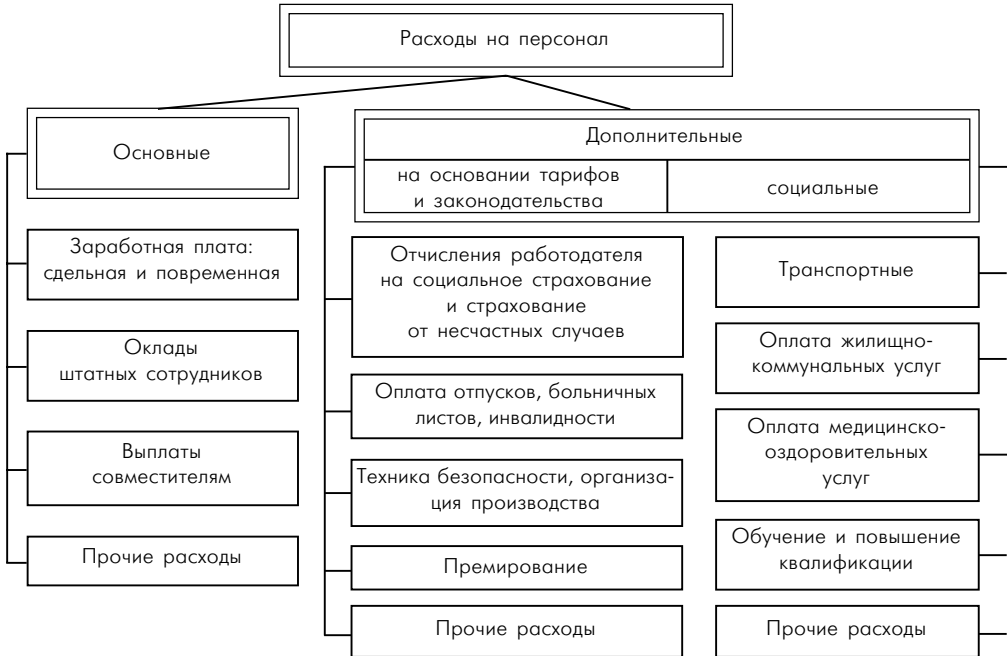 Расходы на персонал
Основные
Дополнительные
на основании тарифов
и законодательства
социальные
Заработная плата:
сдельная и повременная
Оклады
штатных сотрудников
Выплаты
совместителям
Прочие расходы
Отчисления работодателя
на социальное страхование
и страхование
от несчастных случаев
Оплата отпусков, больничных
листов, инвалидности
Техника безопасности, организа-
ция производства
Премирование
Прочие расходы
Транспортные
Оплата жилищно-
коммунальных услуг
Оплата медицинско-
оздоровительных
услуг
Обучение и повышение
квалификации
Прочие расходы